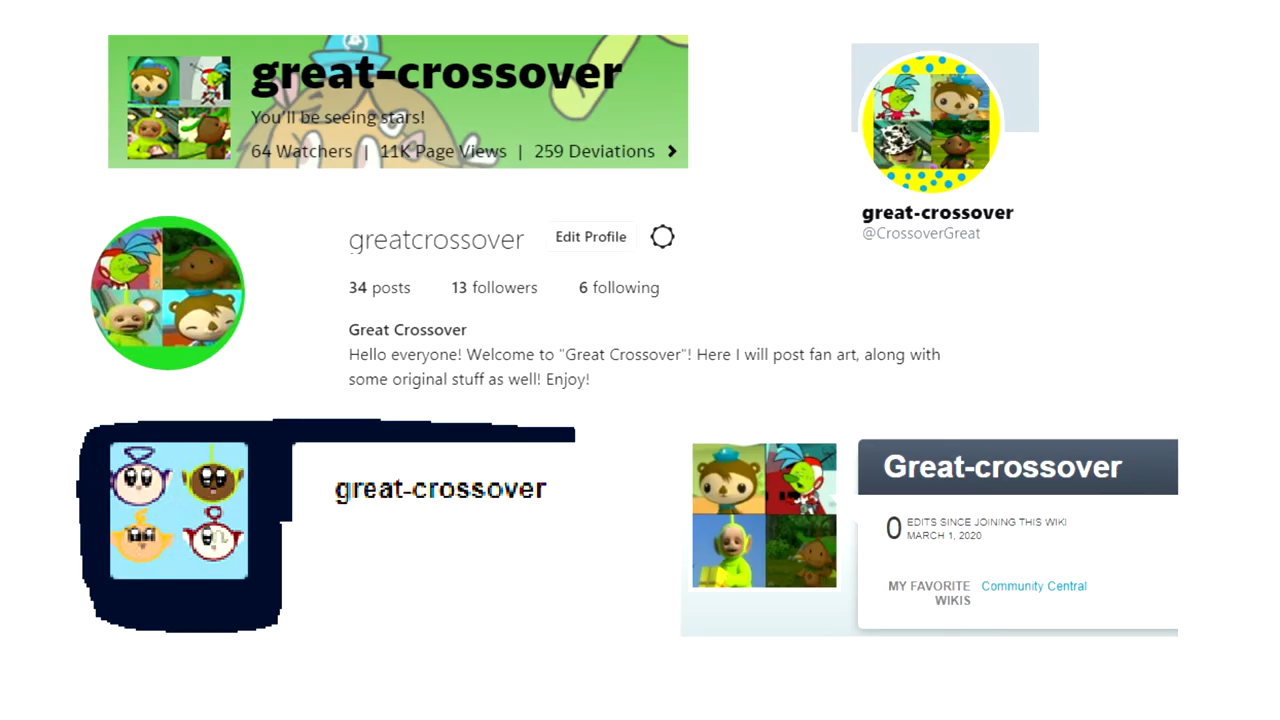 great-crossover
You'll be seeing stars!
64 Watchers | 11K Page Views | 259 Deviations
great-crossover
@CrossoverGreat
greatcrossover Edit Profile
34 posts 13 followers 6 following
Great Crossover
Hello everyone! Welcome to "Great Crossover"! Here I will post fan art, along with
some original stuff as well! Enjoy!
great-crossover
Great-crossover
0 EDITS SINCE JOINING THIS WIKI
MARCH 1, 2020
MY FAVORITE Community Central
WIKIS